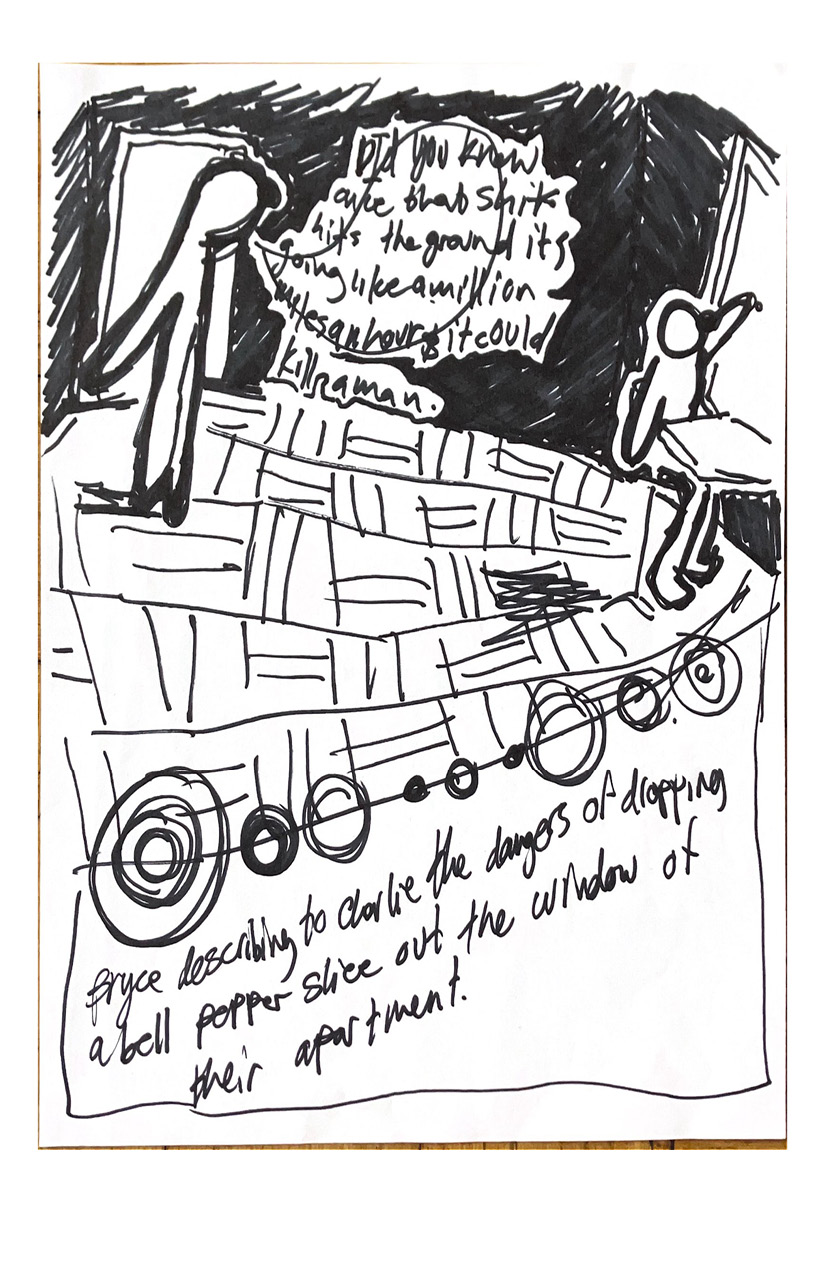 Did you know
once that shit
hits the ground its
going like a million
miles an hour & it could
kill a man.
Bryce describing to Charlie the dangers of dropping
a bell pepper slice out the window of
their apartment.